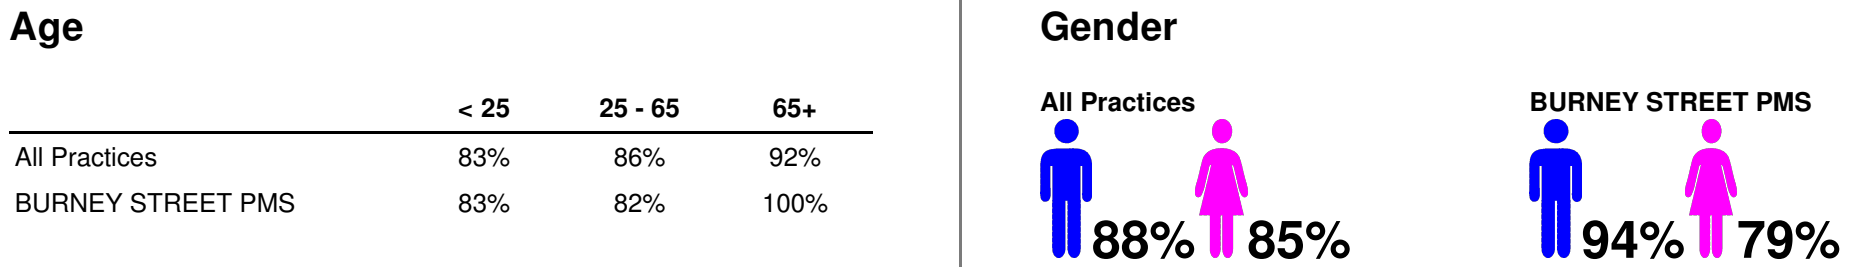 Age
< 25 25 - 65 65+
All Practices 83% 86% 92%
BURNEY STREET PMS 83% 82% 100%
Gender
All Practices BURNEY STREET PMS
88% 85% 94% 79%